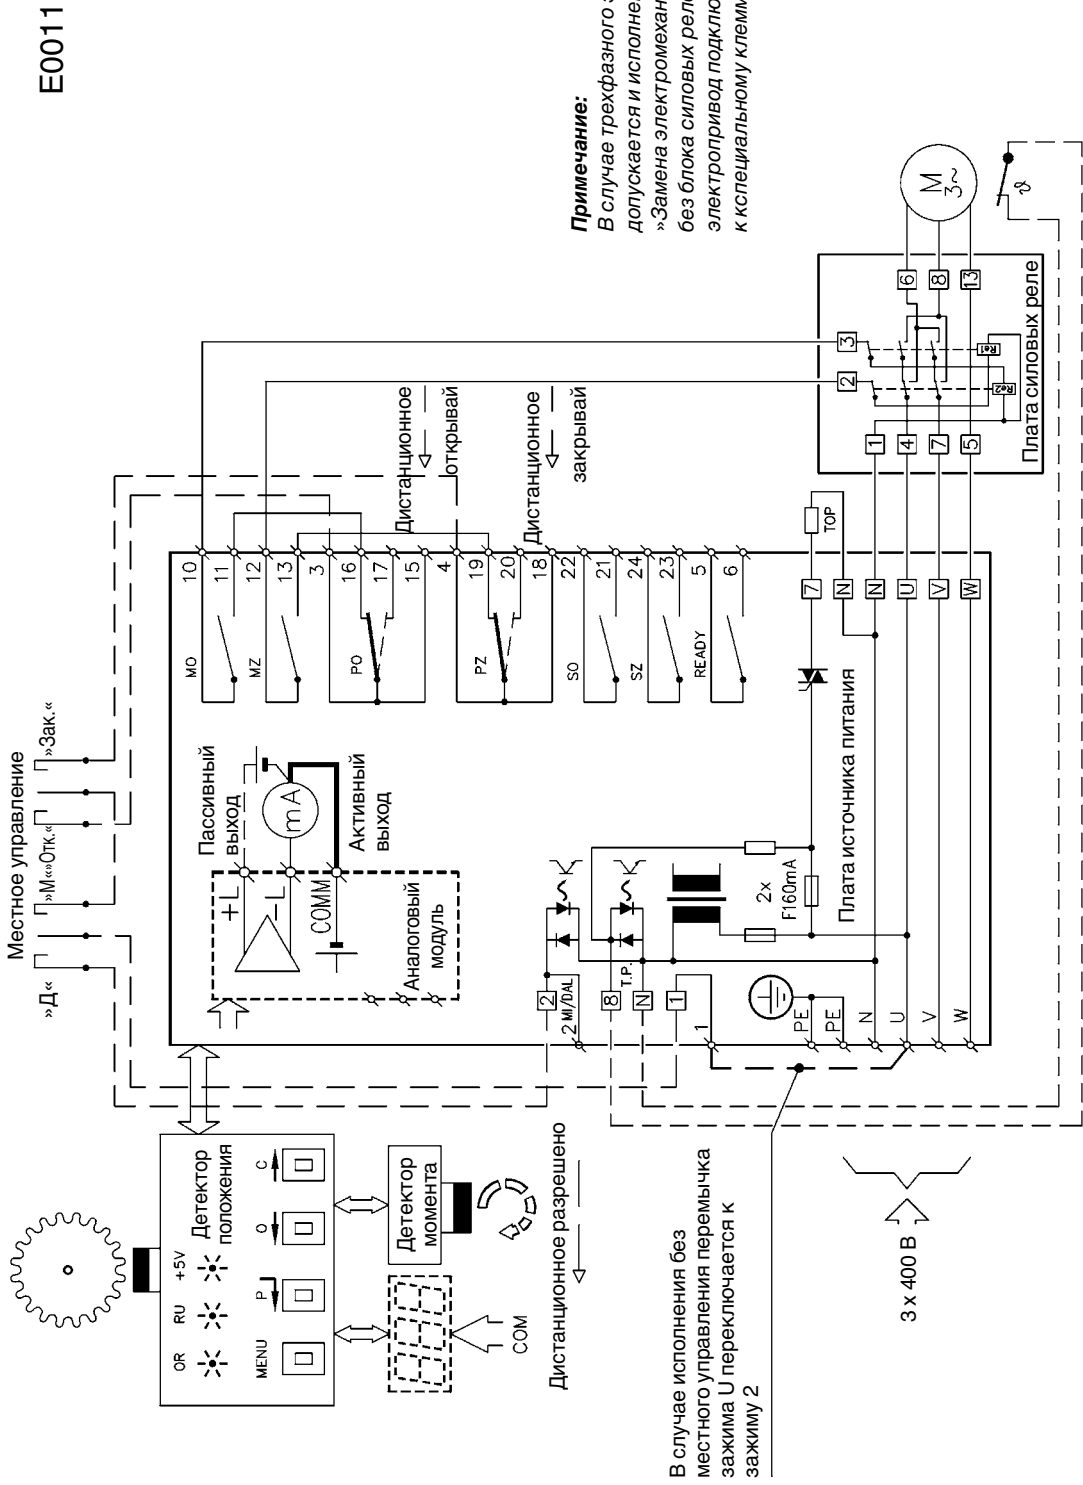 E0011
Примечание:
В случае трехфазного э
допускается и исполне
»Замена электромехан
без блока силовых рел
электропривод подклю
к кспециальному клемм
Местное управление
»Д«
»М«
»Отк.«
»Зак.«
OR
RU
+5V
Детектор
положения
MENU
P
O
C
COM
Детектор
момента
Дистанционное разрешено
+L
-L
COMM
Пассивный
выход
mA
Активный
выход
Аналоговый
модуль
MO
MZ
PO
PZ
SO
SZ
READY
10
11
12
13
3
16
17
15
4
19
20
18
22
21
24
23
5
6
Дистанционное
открывай
Дистанционное
закрывай
2
2 MI/DAL
8
T.P.
N
1
1
PE
PE
N
U
V
W
2x
F160mA
Плата источника питания
7
N
N
U
V
W
TOP
1
4
7
5
2
3
6
8
13
Re1
Re2
Плата силовых реле
M
3~
ϑ
В случае исполнения без
местного управления перемычка
зажима U переключается к
зажиму 2
3 x 400 В